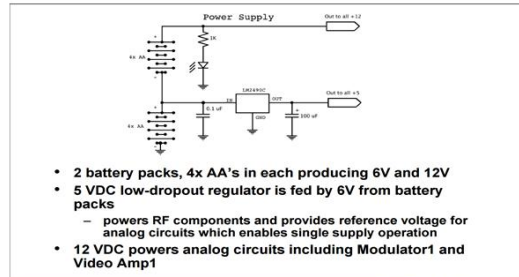 Power Supply
Out to all +12
1K
4x AA
LM2940C
Out to all +5
IN
OUT
0.1 uF
GND
100 uF
4x AA
• 2 battery packs, 4x AA's in each producing 6V and 12V
• 5 VDC low-dropout regulator is fed by 6V from battery
packs
– powers RF components and provides reference voltage for
analog circuits which enables single supply operation
• 12 VDC powers analog circuits including Modulator1 and
Video Amp1